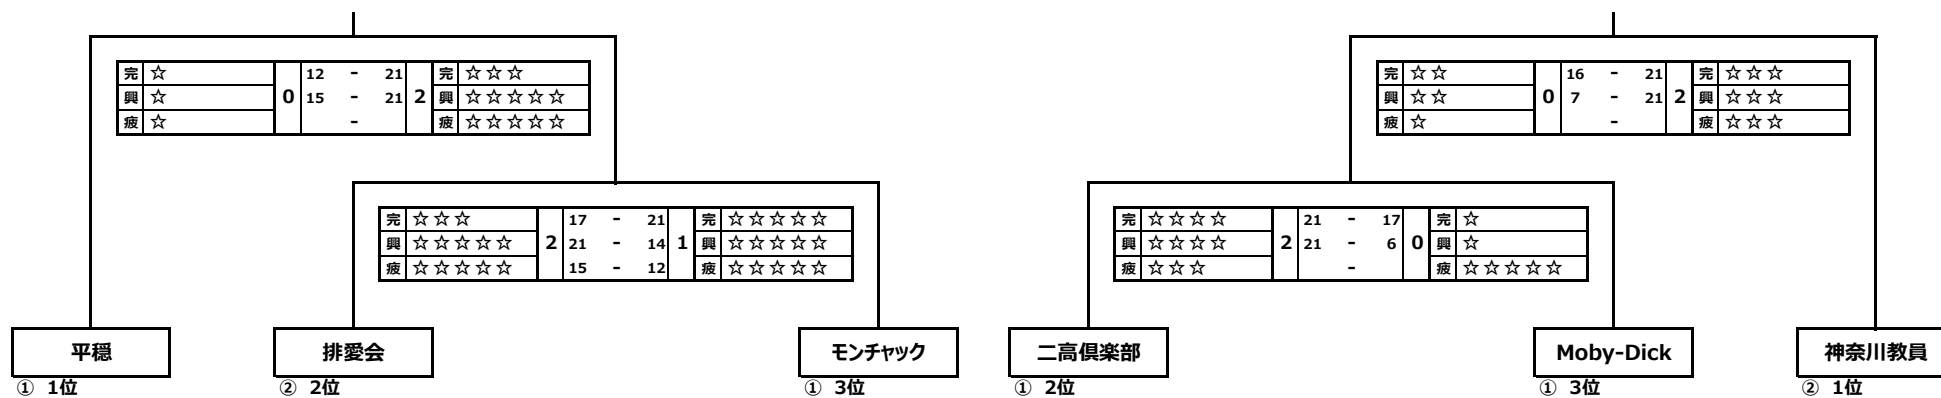 完 ☆ 12 - 21 完 ☆☆☆
興 ☆ 0 15 - 21 2 興 ☆☆☆☆☆
疲 ☆ - 疲 ☆☆☆☆☆
完 ☆☆ 16 - 21 完 ☆☆☆
興 ☆☆ 0 7 - 21 2 興 ☆☆☆
疲 ☆ - 疲 ☆☆☆
完 ☆☆☆ 17 - 21 完 ☆☆☆☆☆
興 ☆☆☆☆☆ 2 21 - 14 1 興 ☆☆☆☆☆
疲 ☆☆☆☆☆ 15 - 12 疲 ☆☆☆☆☆
完 ☆☆☆☆ 21 - 17 完 ☆
興 ☆☆☆☆ 2 21 - 6 0 興 ☆
疲 ☆☆☆ - 疲 ☆☆☆☆☆
平穏
① 1位
排愛会
② 2位
モンチャック
① 3位
二高倶楽部
① 2位
Moby-Dick
① 3位
神奈川教員
② 1位